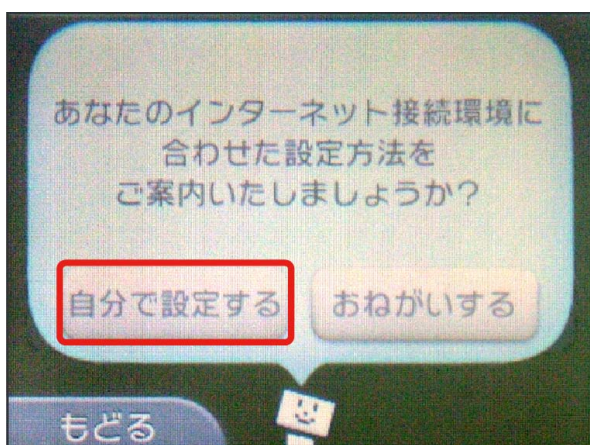 あなたのインターネット接続環境に
合わせた設定方法を
ご案内いたしましょうか?
自分で設定する
おねがいする
もどる